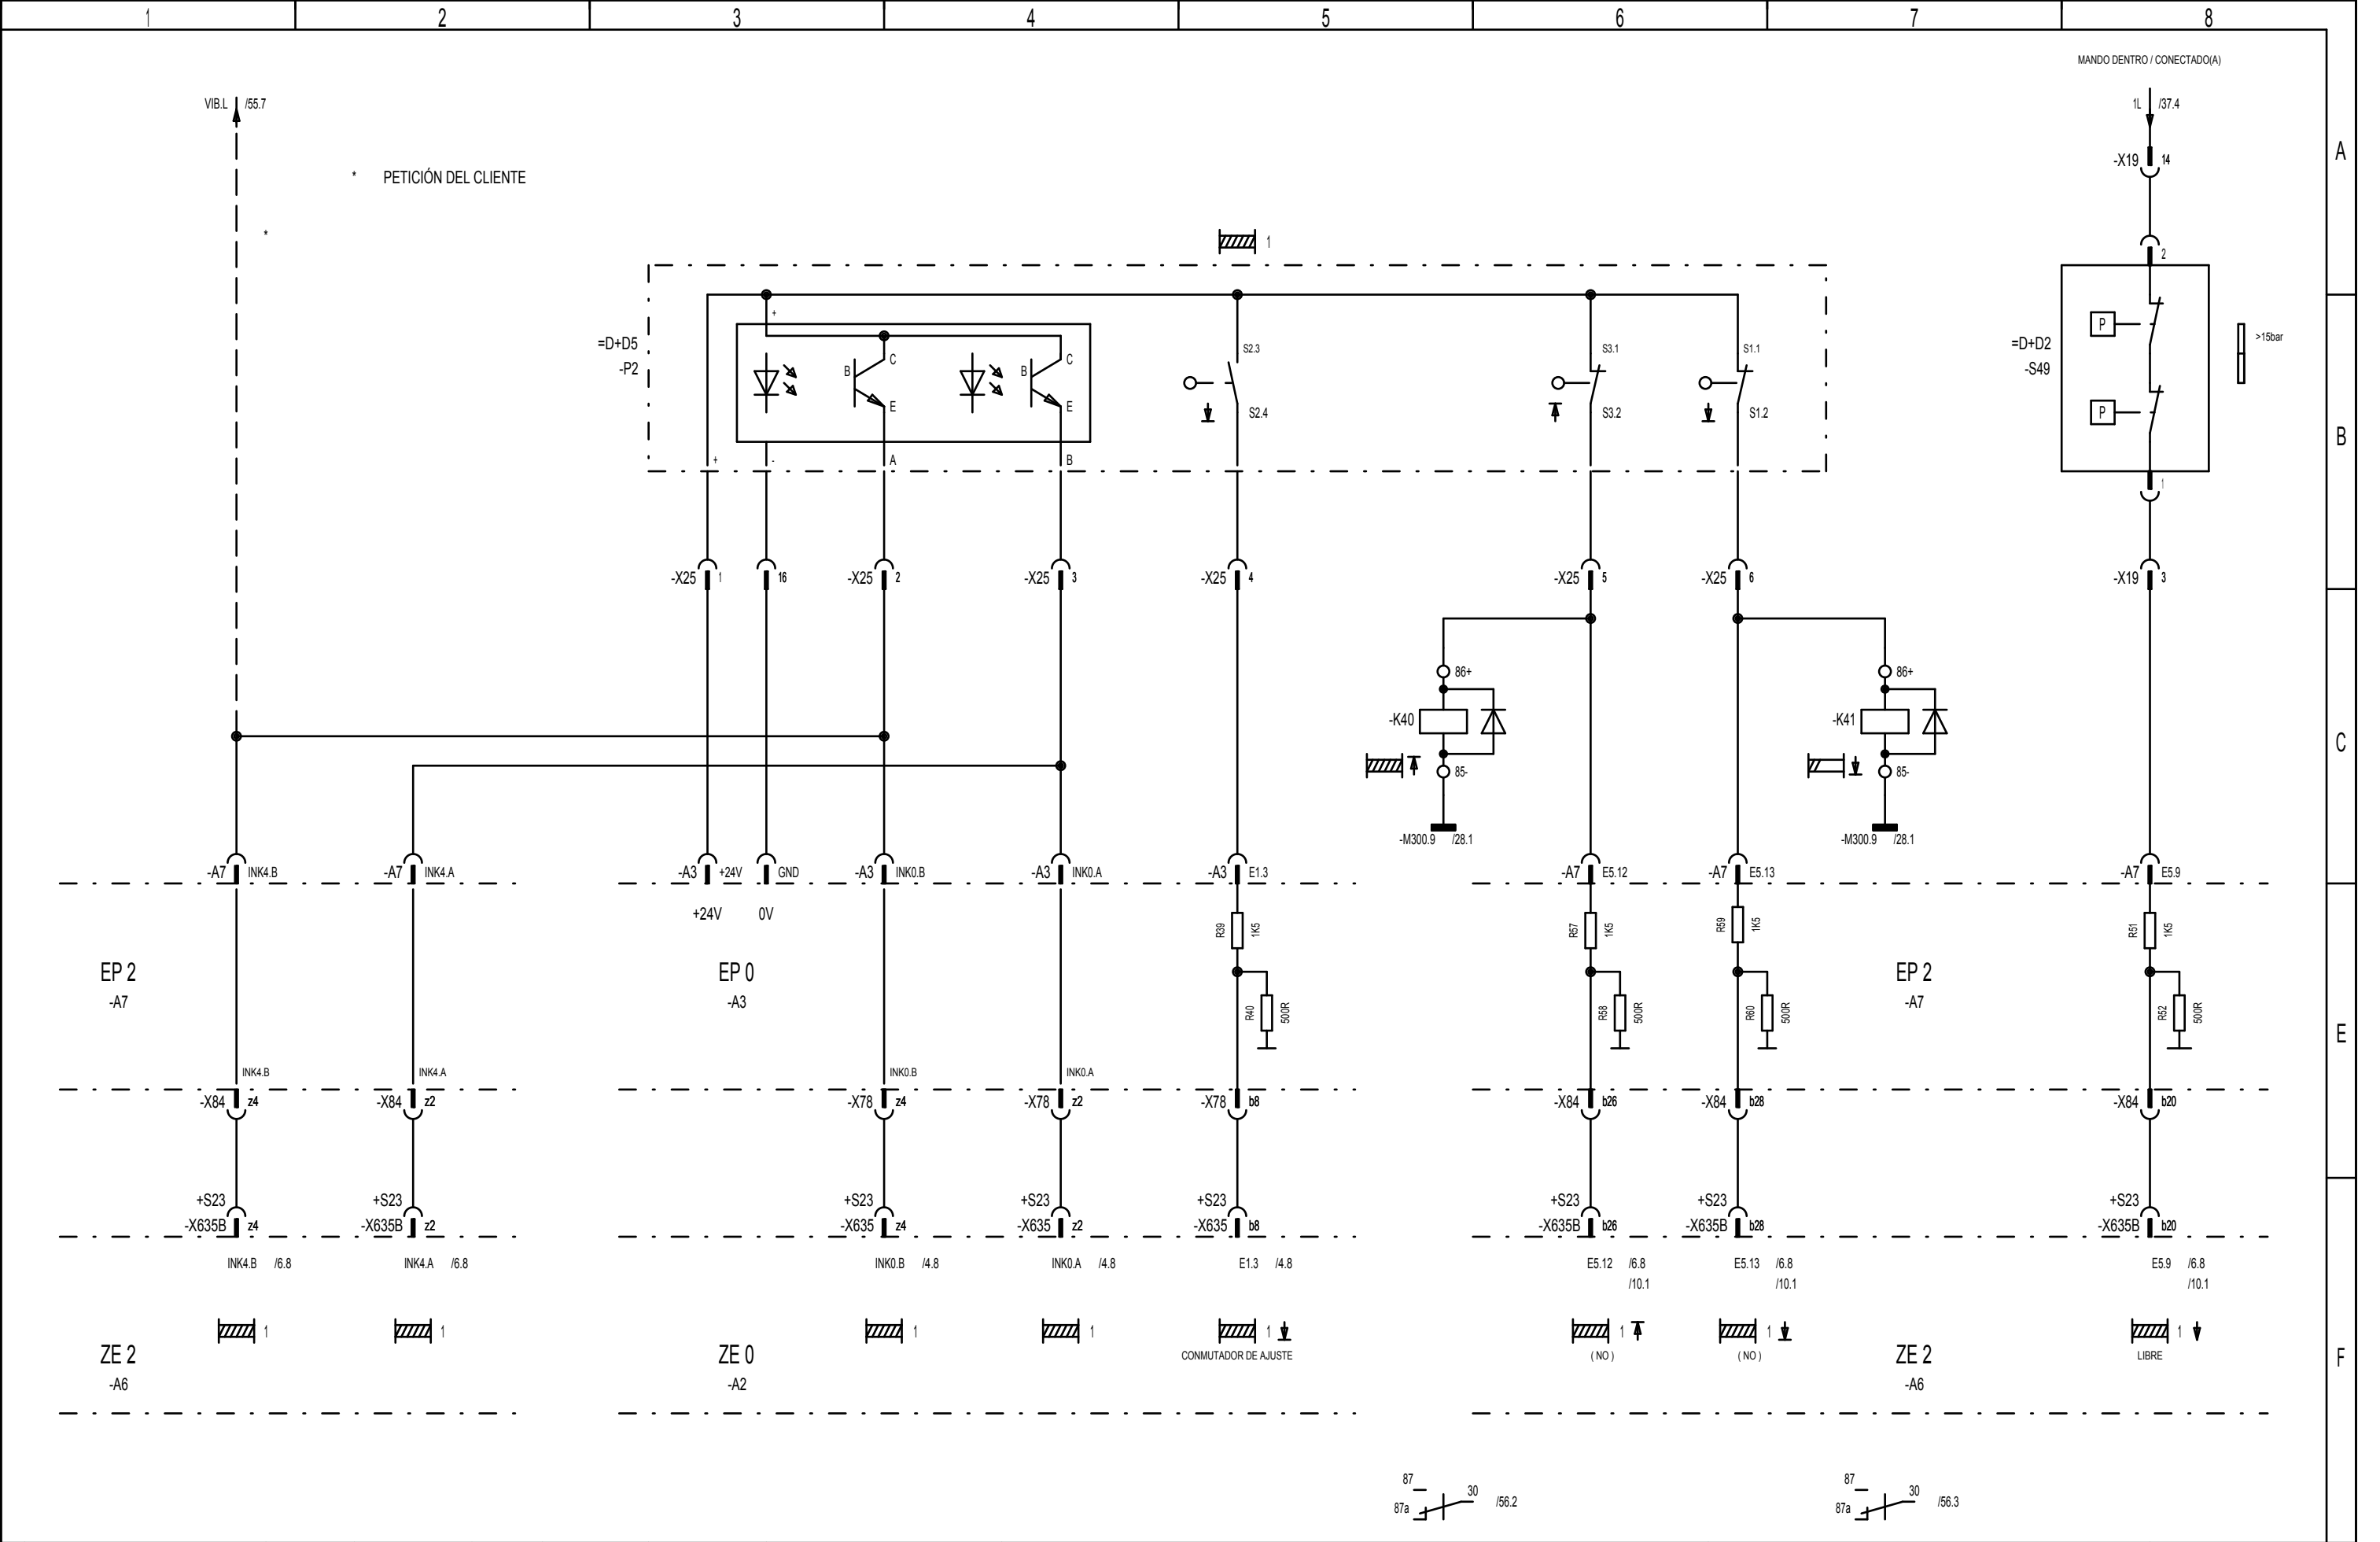 1 2 3 4 5 6 7 8
MANDO DENTRO / CONECTADO(A)
VIB.L /55.7
1L /37.4
A
-X19 14
* PETICIÓN DEL CLIENTE
*
1
2
+
=D+D5
-P2
B C
E
B C
E
S2.3
S2.4
S3.1
S3.2
S1.1
S1.2
=D+D2
-S49
P
P
>15bar
B
+ - A B
1
-X25 1
16
-X25 2
-X25 3
-X25 4
-X25 5
-X25 6
-X19 3
86+
-K40
85-
-M300.9 /28.1
86+
-K41
85-
-M300.9 /28.1
C
-A7 INK4.B
-A7 INK4.A
-A3 +24V
GND
-A3 INK0.B
-A3 INK0.A
-A3 E1.3
-A7 E5.12
-A7 E5.13
-A7 E5.9
+24V 0V
R39 1K5
R57 1K5
R59 1K5
R51 1K5
EP 2
-A7
EP 0
-A3
EP 2
-A7
R40 500R
R58 500R
R60 500R
R52 500R
E
INK4.B
INK4.A
INK0.B
INK0.A
-X84 z4
-X84 z2
-X78 z4
-X78 z2
-X78 b8
-X84 b26
-X84 b28
-X84 b20
+S23
-X635B z4
+S23
-X635B z2
+S23
-X635 z4
+S23
-X635 z2
+S23
-X635 b8
+S23
-X635B b26
+S23
-X635B b28
+S23
-X635B b20
INK4.B /6.8
INK4.A /6.8
INK0.B /4.8
INK0.A /4.8
E1.3 /4.8
E5.12 /6.8
/10.1
E5.13 /6.8
/10.1
E5.9 /6.8
/10.1
1
1
1
1
1
1
1
1
CONMUTADOR DE AJUSTE
( NO )
( NO )
LIBRE
ZE 2
-A6
ZE 0
-A2
ZE 2
-A6
F
87
87a 30 /56.2
87
87a 30 /56.3